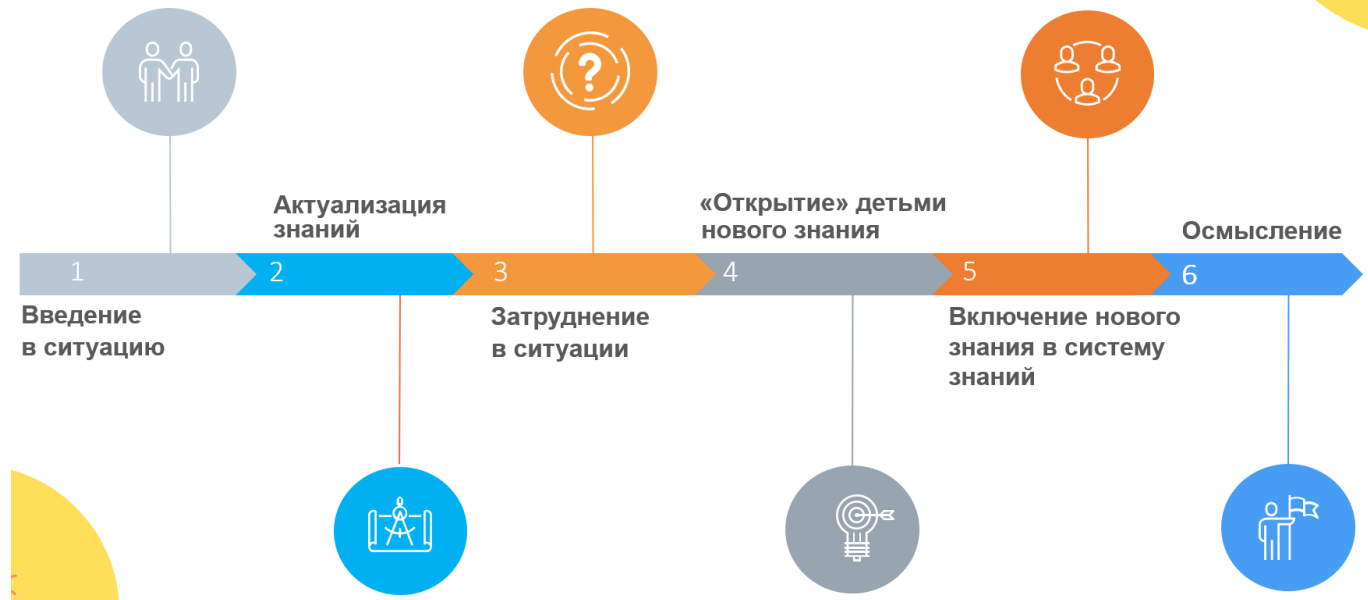 1
Введение
в ситуацию
Актуализация
знаний
2
?
3
Затруднение
в ситуации
«Открытие» детьми
нового знания
4
5
Включение нового
знания в систему
знаний
Осмысление
6